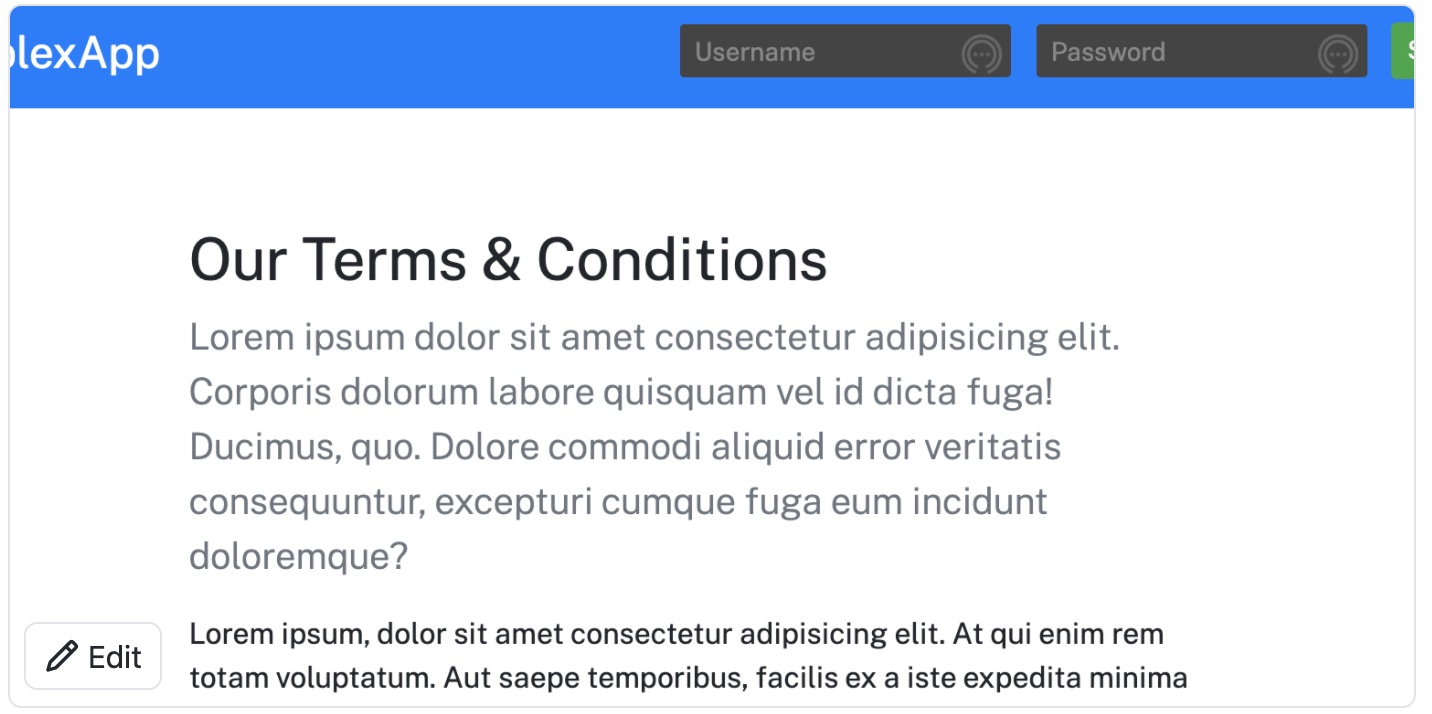 lexApp
Username
Password
Our Terms & Conditions
Lorem ipsum dolor sit amet consectetur adipisicing elit.
Corporis dolorum labore quisquam vel id dicta fuga!
Ducimus, quo. Dolore commodi aliquid error veritatis
consequuntur, excepturi cumque fuga eum incidunt
doloremque?
Lorem ipsum, dolor sit amet consectetur adipisicing elit. At qui enim rem
Edit
totam voluptatum. Aut saepe temporibus, facilis ex a iste expedita minima